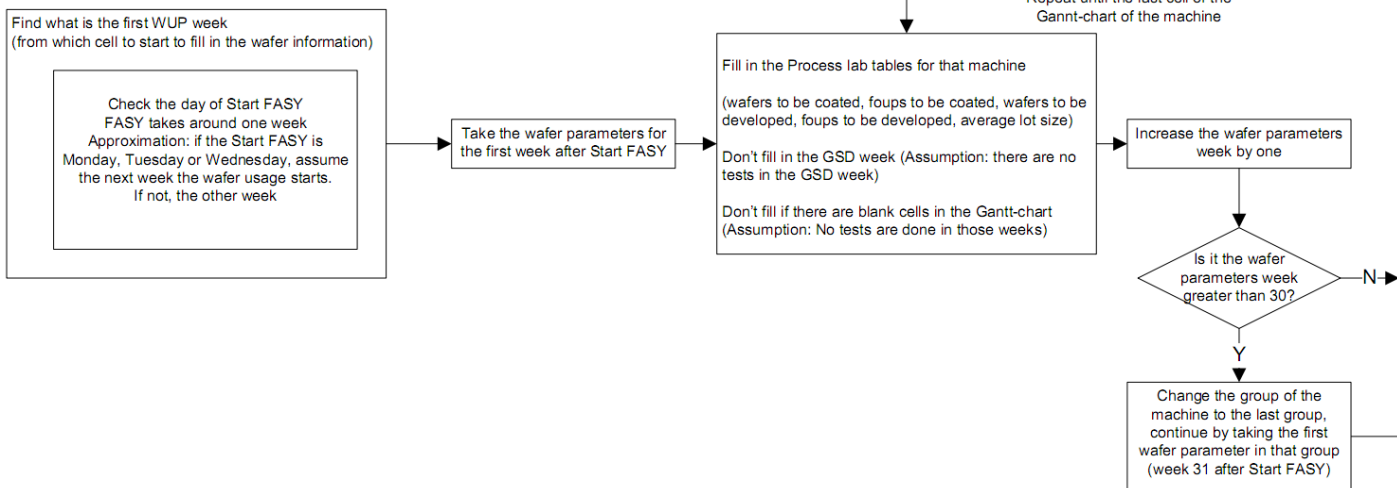 Repeat until the last cell of the
Gannt-chart of the machine
Find what is the first WUP week
(from which cell to start to fill in the wafer information)
Check the day of Start FASY
FASY takes around one week
Approximation: if the Start FASY is
Monday, Tuesday or Wednesday, assume
the next week the wafer usage starts.
If not, the other week
Take the wafer parameters for
the first week after Start FASY
Fill in the Process lab tables for that machine
(wafers to be coated, foups to be coated, wafers to be
developed, foups to be developed, average lot size)
Don't fill in the GSD week (Assumption: there are no
tests in the GSD week)
Don't fill if there are blank cells in the Gantt-chart
(Assumption: No tests are done in those weeks)
Increase the wafer parameters
week by one
Is it the wafer
parameters week
greater than 30?
N
Y
Change the group of the
machine to the last group,
continue by taking the first
wafer parameter in that group
(week 31 after Start FASY)